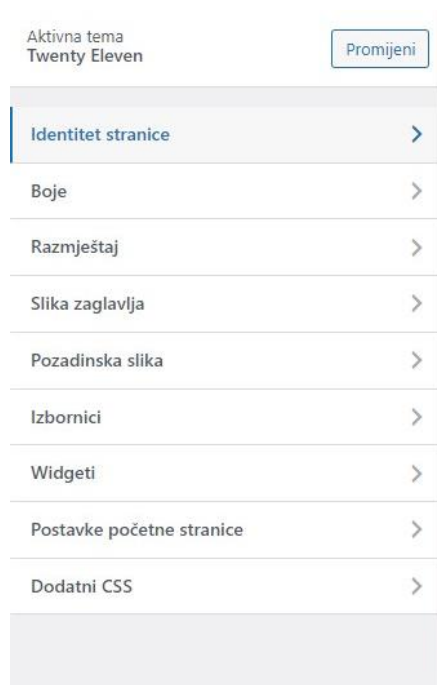 Aktivna tema
Twenty Eleven
Promijeni
Identitet stranice
Boje
Razmještaj
Slika zaglavlja
Pozadinska slika
Izbornici
Widgeti
Postavke početne stranice
Dodatni CSS